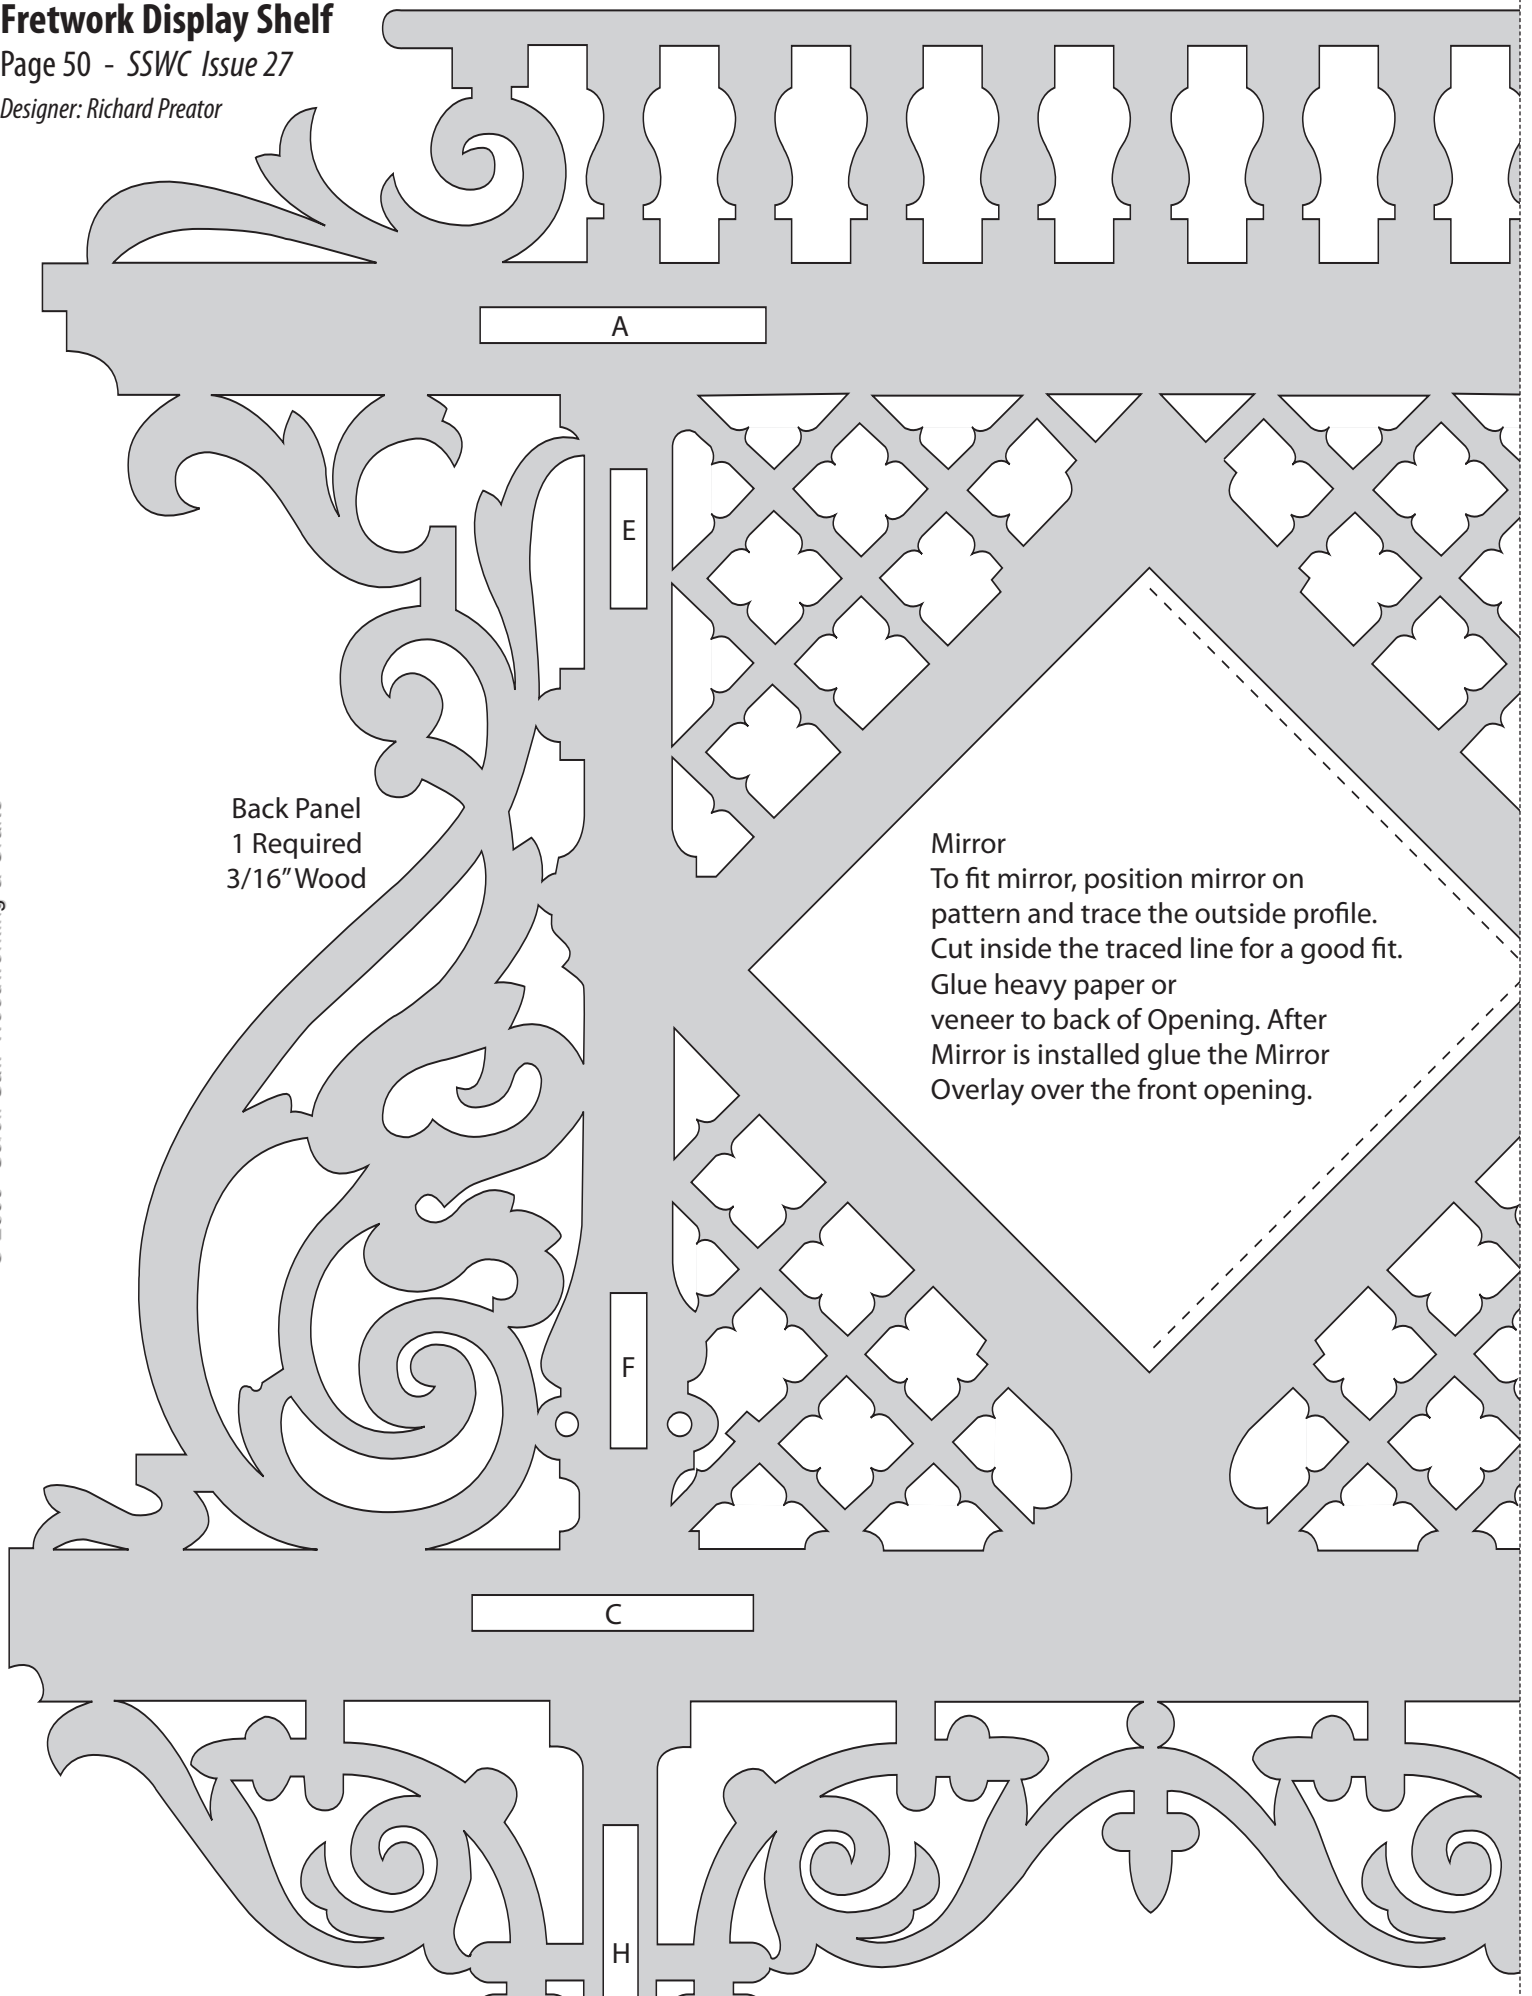 Fretwork Display Shelf
Page 50 - SSWC Issue 27
Designer: Richard Preator
A
E
Back Panel
1 Required
3/16" Wood
Mirror
To fit mirror, position mirror on
pattern and trace the outside profile.
Cut inside the traced line for a good fit.
Glue heavy paper or
veneer to back of Opening. After
Mirror is installed glue the Mirror
Overlay over the front opening.
F
C
H